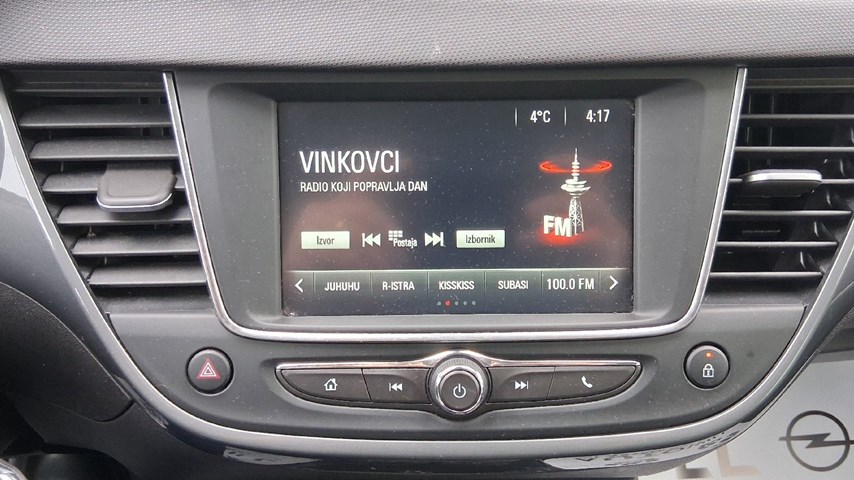 4°C 4:17
VINKOVCI
RADIO KOJI POPRAVLJA DAN
FM
Izvor Postaja Izbornik
JUHUHU R-ISTRA KISSKISS SUBASI 100.0 FM